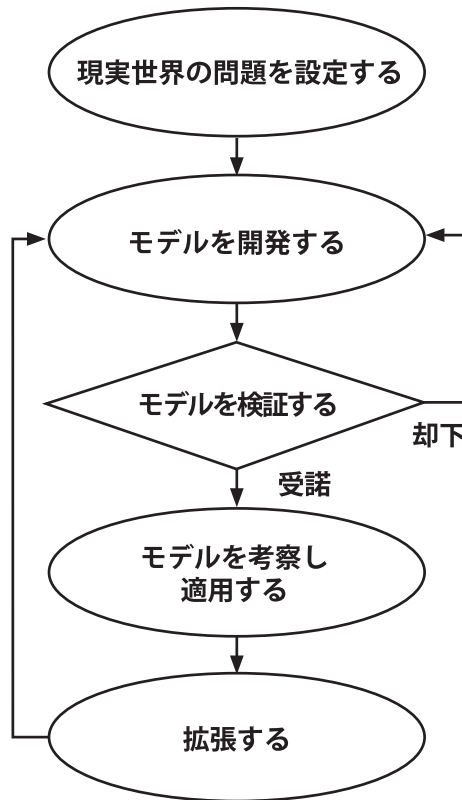 現実世界の問題を設定する
モデルを開発する
モデルを検証する
却下
受諾
モデルを考察し
適用する
拡張する